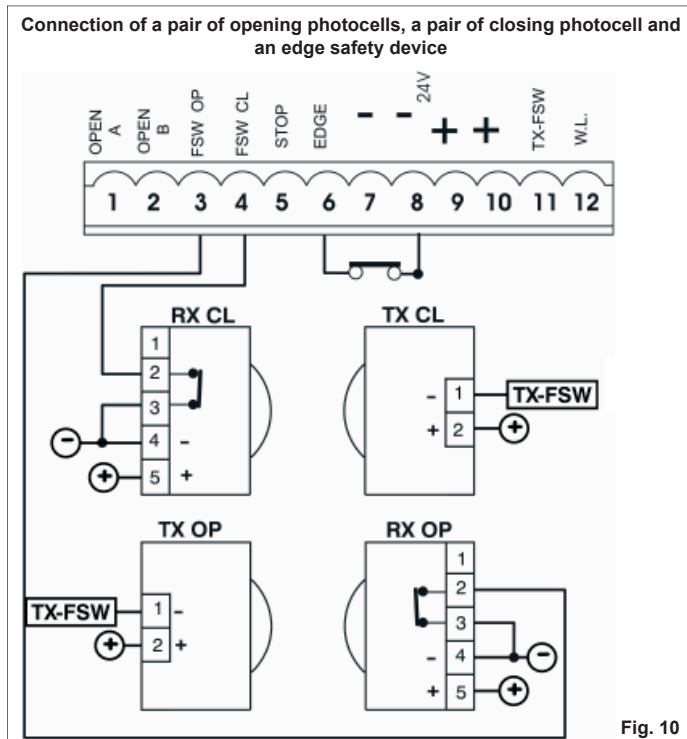 Connection of a pair of opening photocells, a pair of closing photocell and
an edge safety device
OPEN A
OPEN B
FSW OP
FSW CL
STOP
EDGE
-
-
24V
+
+
TX-FSW
W.L.
1 2 3 4 5 6 7 8 9 10 11 12
RX CL
1
2
3
4 -
5 +
-
+
TX CL
- 1 TX-FSW
+ 2 +
TX OP
TX-FSW 1 -
+ 2 +
RX OP
1
2
3
- 4 -
+ 5 +
Fig. 10